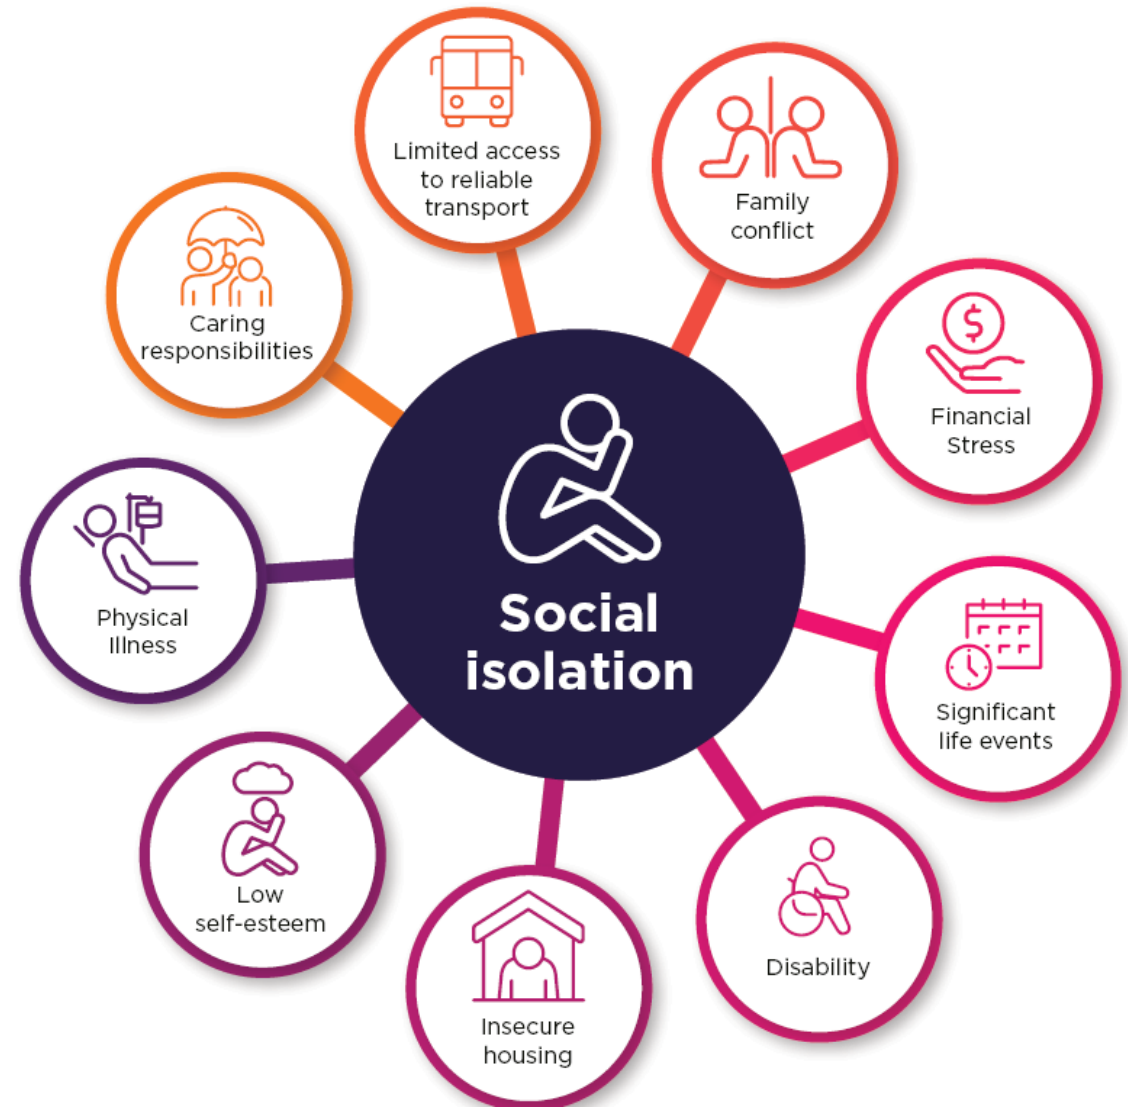 Limited access
to reliable
transport
Family
conflict
Caring
responsibilities
$
Financial
Stress
Social
isolation
Physical
Illness
Significant
life events
Low
self-esteem
Disability
Insecure
housing